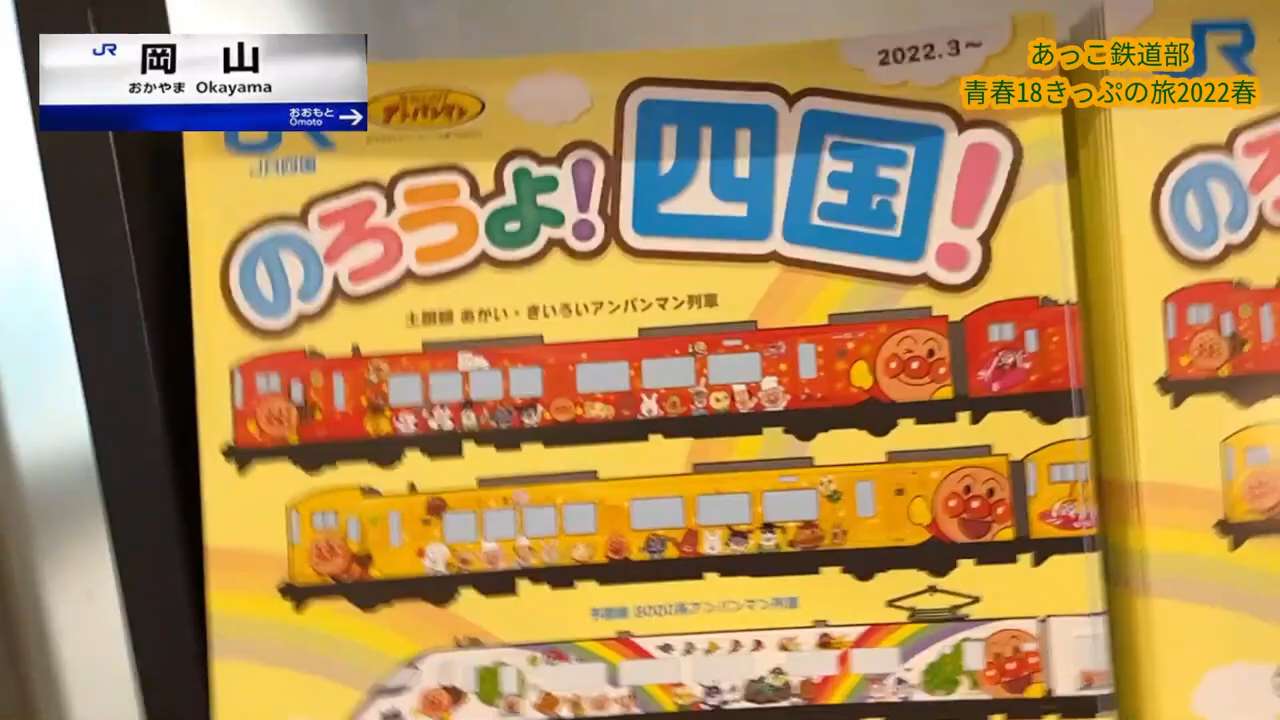 JR 岡山
おかやま Okayama
おおもと
Omoto
あっこ鉄道部
青春18きっぷの旅2022春
JR
2022.3～
アンパンマン
JR四国
のろうよ!四国!
土讃線 あかい・きいろいアンパンマン列車
予讃線 8000系アンパンマン列車
のろ